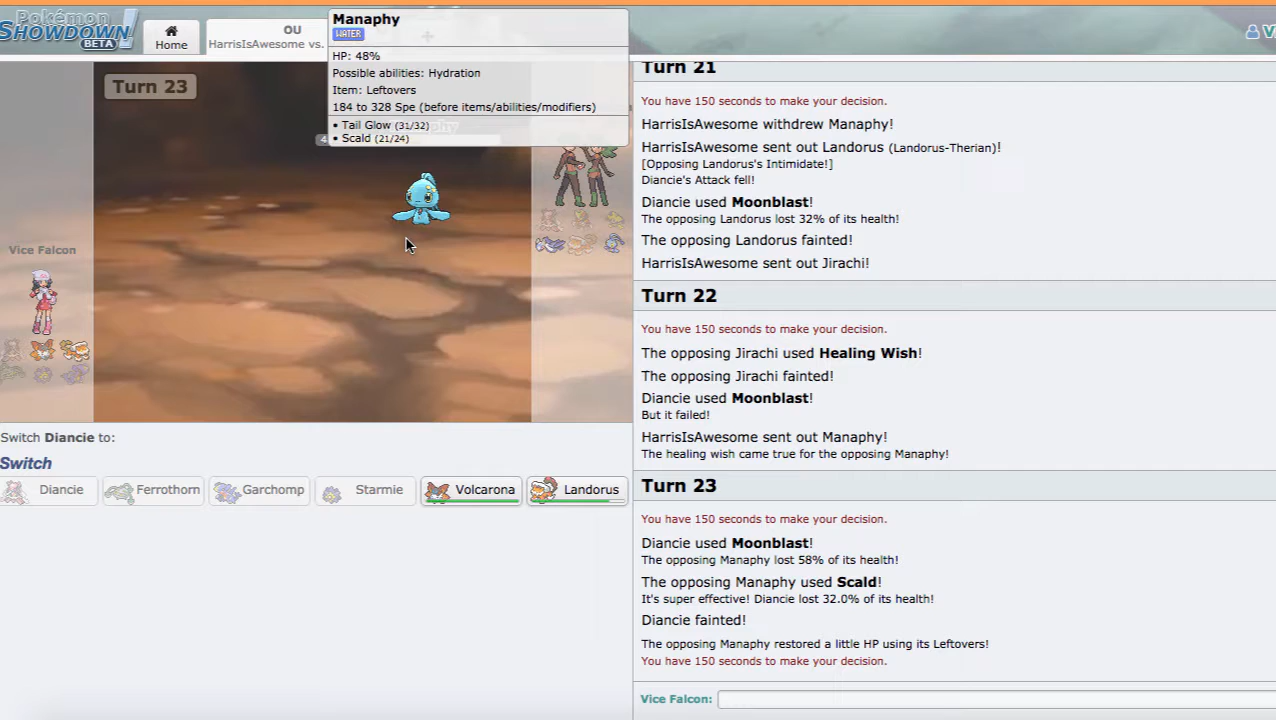 Pokémon
SHOWDOWN!
BETA
Home
OU
HarrisIsAwesome vs.
Manaphy
WATER
HP: 48%
Possible abilities: Hydration
Item: Leftovers
184 to 328 Spe (before items/abilities/modifiers)
• Tail Glow (31/32)
• Scald (21/24)
Turn 23
Vice Falcon
Switch Diancie to:
Switch
Diancie
Ferrothorn
Garchomp
Starmie
Volcarona
Landorus
Turn 21
You have 150 seconds to make your decision.
HarrisIsAwesome withdrew Manaphy!
HarrisIsAwesome sent out Landorus (Landorus-Therian)!
[Opposing Landorus's Intimidate!]
Diancie's Attack fell!
Diancie used Moonblast!
The opposing Landorus lost 32% of its health!
The opposing Landorus fainted!
HarrisIsAwesome sent out Jirachi!
Turn 22
You have 150 seconds to make your decision.
The opposing Jirachi used Healing Wish!
The opposing Jirachi fainted!
Diancie used Moonblast!
But it failed!
HarrisIsAwesome sent out Manaphy!
The healing wish came true for the opposing Manaphy!
Turn 23
You have 150 seconds to make your decision.
Diancie used Moonblast!
The opposing Manaphy lost 58% of its health!
The opposing Manaphy used Scald!
It's super effective! Diancie lost 32.0% of its health!
Diancie fainted!
The opposing Manaphy restored a little HP using its Leftovers!
You have 150 seconds to make your decision.
Vice Falcon: